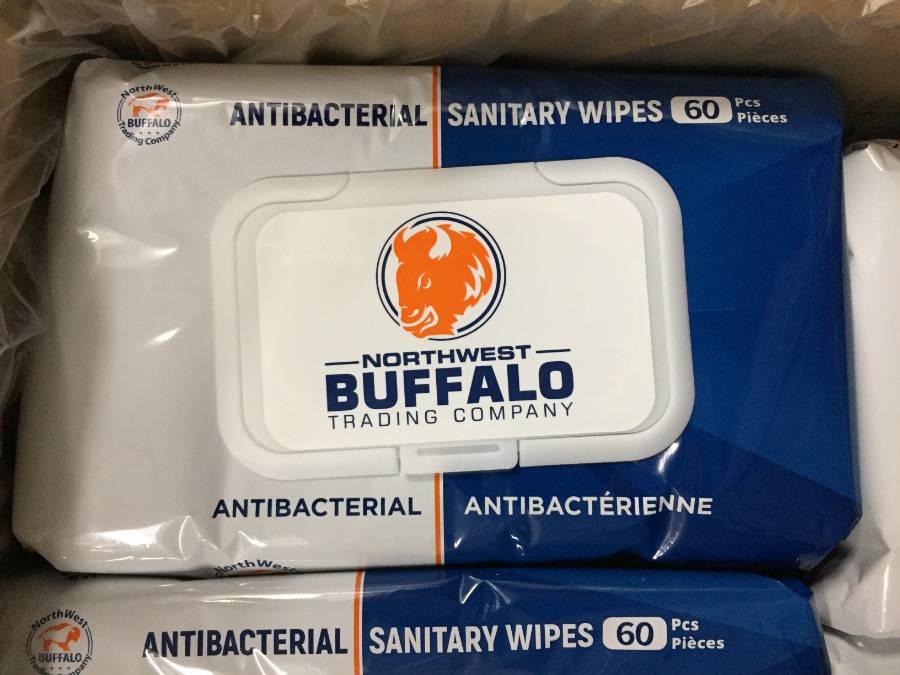 NorthWest
BUFFALO
Trading Company
ANTIBACTERIAL SANITARY WIPES 60 Pcs
Pièces
NORTHWEST
BUFFALO
TRADING COMPANY
ANTIBACTERIAL ANTIBACTÉRIENNE
NorthWest
NorthWest
BUFFALO
ANTIBACTERIAL SANITARY WIPES 60 Pcs
Pièces